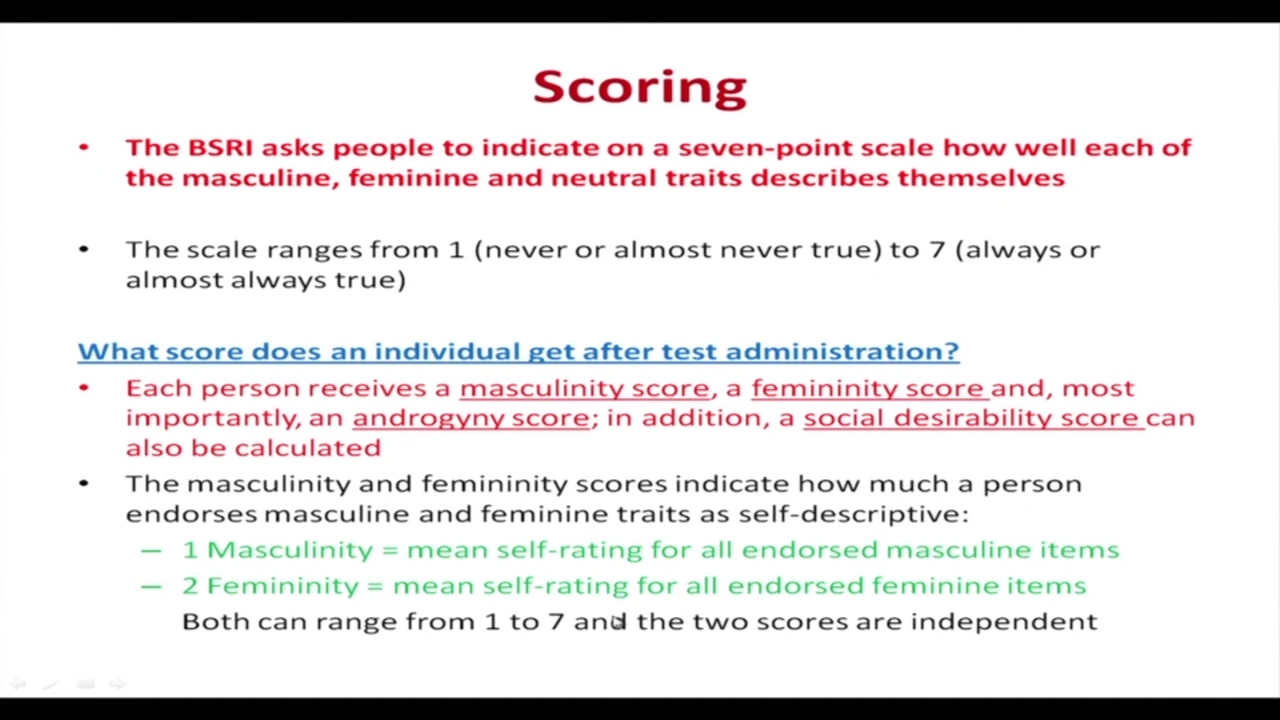 Scoring
• The BSRI asks people to indicate on a seven-point scale how well each of
the masculine, feminine and neutral traits describes themselves
• The scale ranges from 1 (never or almost never true) to 7 (always or
almost always true)
What score does an individual get after test administration?
• Each person receives a masculinity score, a femininity score and, most
importantly, an androgyny score; in addition, a social desirability score can
also be calculated
• The masculinity and femininity scores indicate how much a person
endorses masculine and feminine traits as self-descriptive:
– 1 Masculinity = mean self-rating for all endorsed masculine items
– 2 Femininity = mean self-rating for all endorsed feminine items
Both can range from 1 to 7 and the two scores are independent